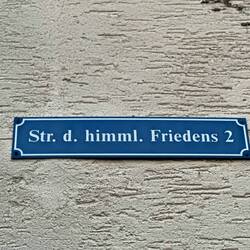 Str. d. himml. Friedens 2